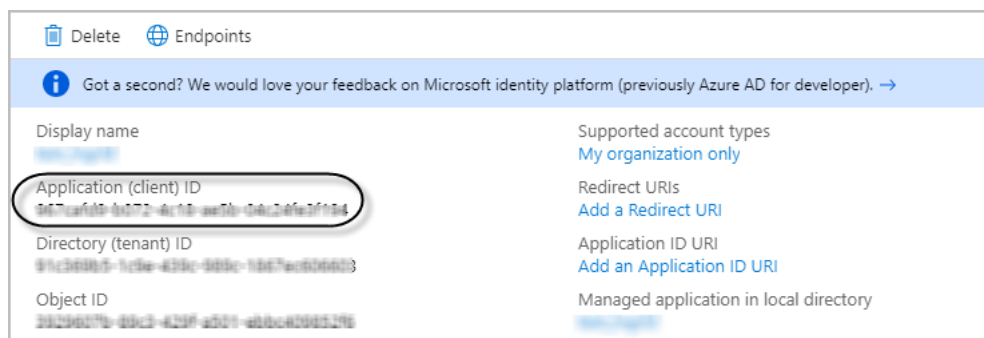 Delete Endpoints
Got a second? We would love your feedback on Microsoft identity platform (previously Azure AD for developer). →
Display name
Application (client) ID
Directory (tenant) ID
Object ID
Supported account types
My organization only
Redirect URIs
Add a Redirect URI
Application ID URI
Add an Application ID URI
Managed application in local directory